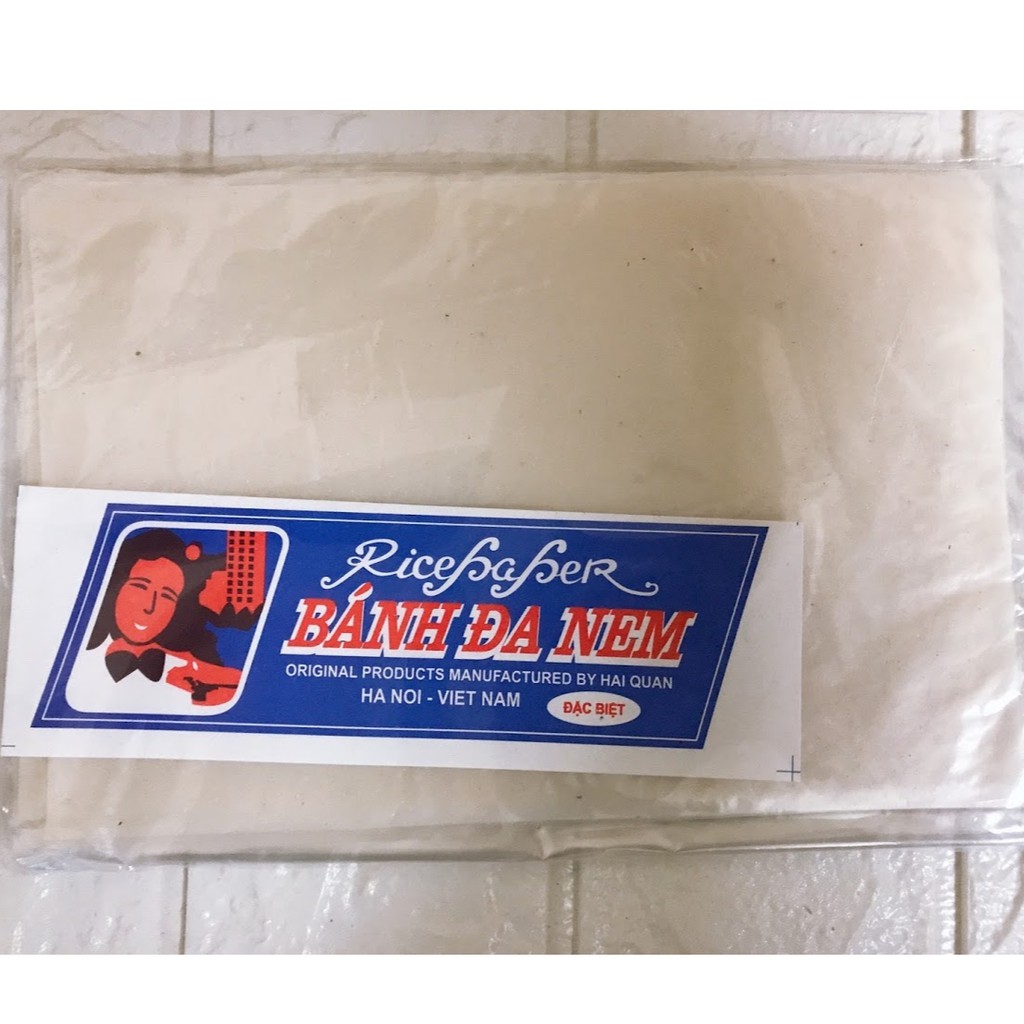 Ricepaper
BÁNH ĐA NEM
ORIGINAL PRODUCTS MANUFACTURED BY HAI QUAN
HA NOI - VIET NAM
ĐẶC BIỆT